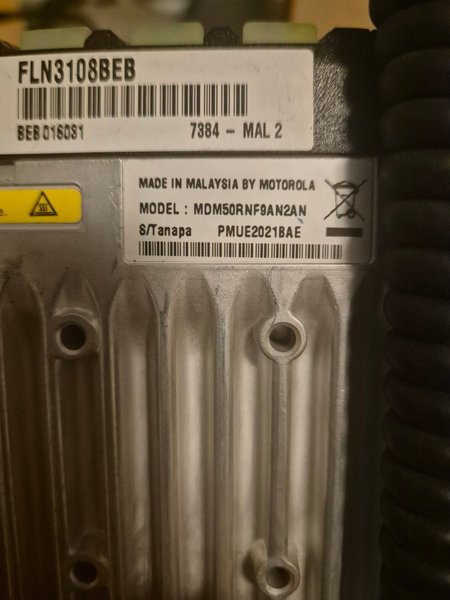 FLN3108BEB
BEB016031 7384 - MAL 2
MADE IN MALAYSIA BY MOTOROLA
MODEL : MDM50RNF9AN2AN
S/Tanapa PMUE2021BAE
e.